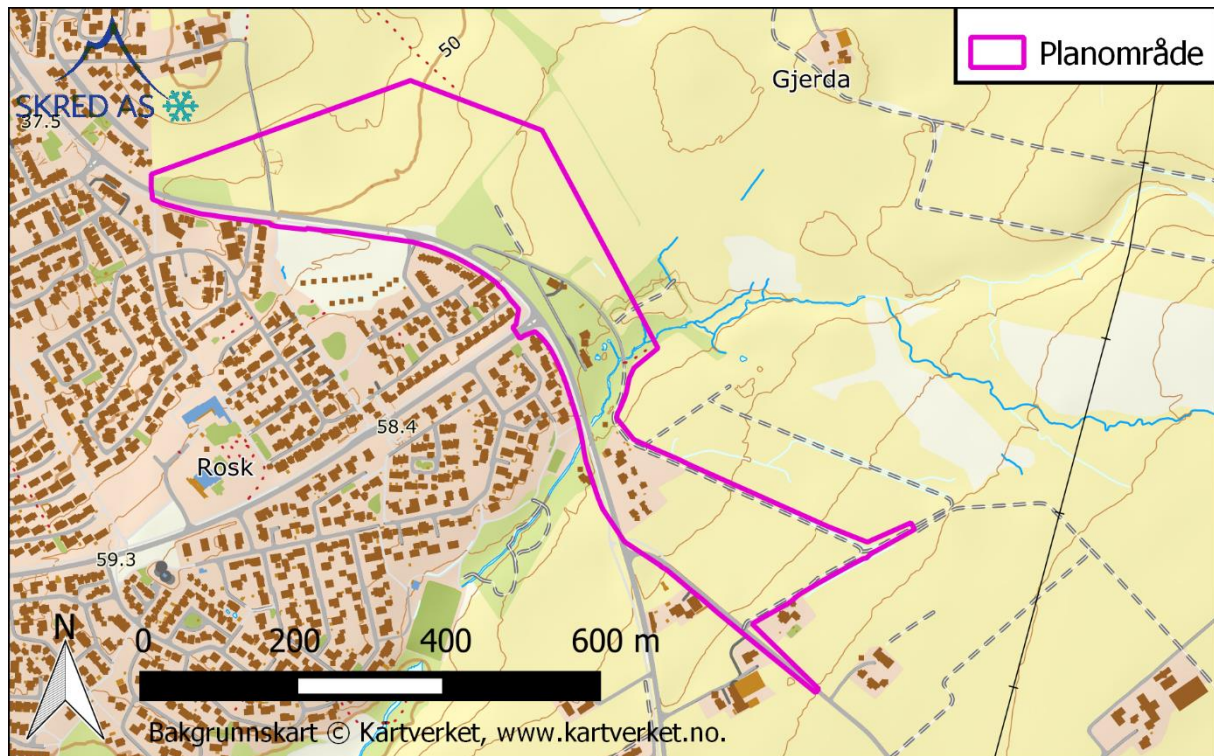 Planområde
SKRED AS
50
Gjerda
37.5
58.4
Rosk
59.3
N
0 200 400 600 m
Bakgrunnskart © Kartverket, www.kartverket.no.